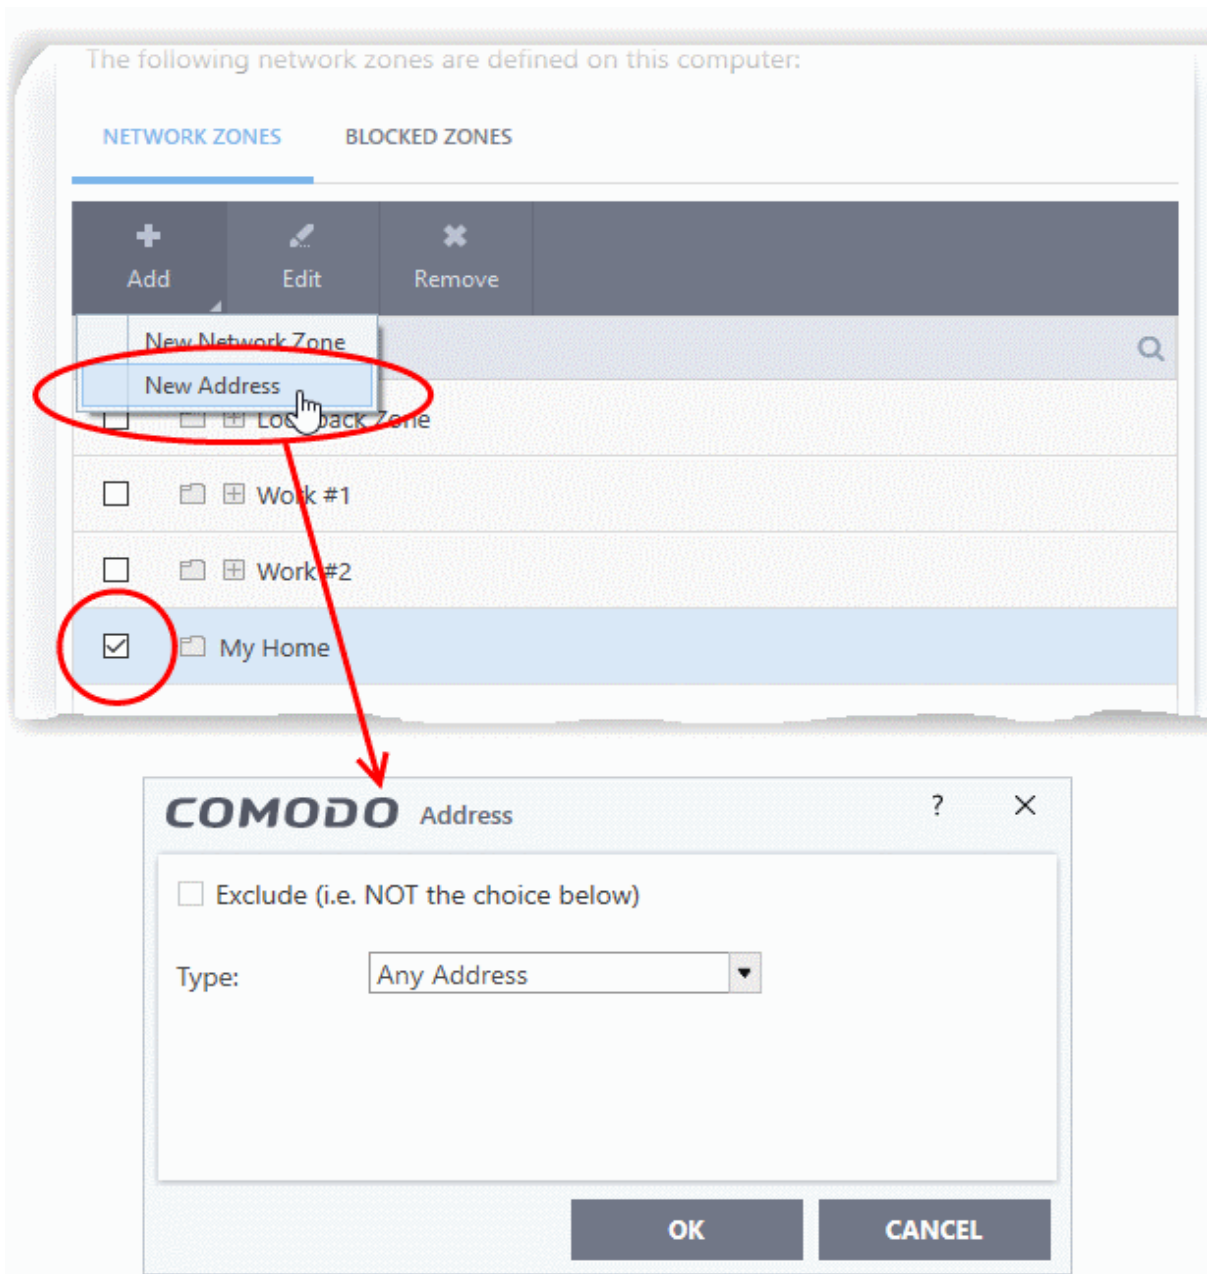 The following network zones are defined on this computer:
NETWORK ZONES BLOCKED ZONES
Add Edit Remove
New Network Zone
New Address
Loopback Zone
Work #1
Work #2
My Home
COMODO Address ?
Exclude (i.e. NOT the choice below)
Type: Any Address
OK CANCEL